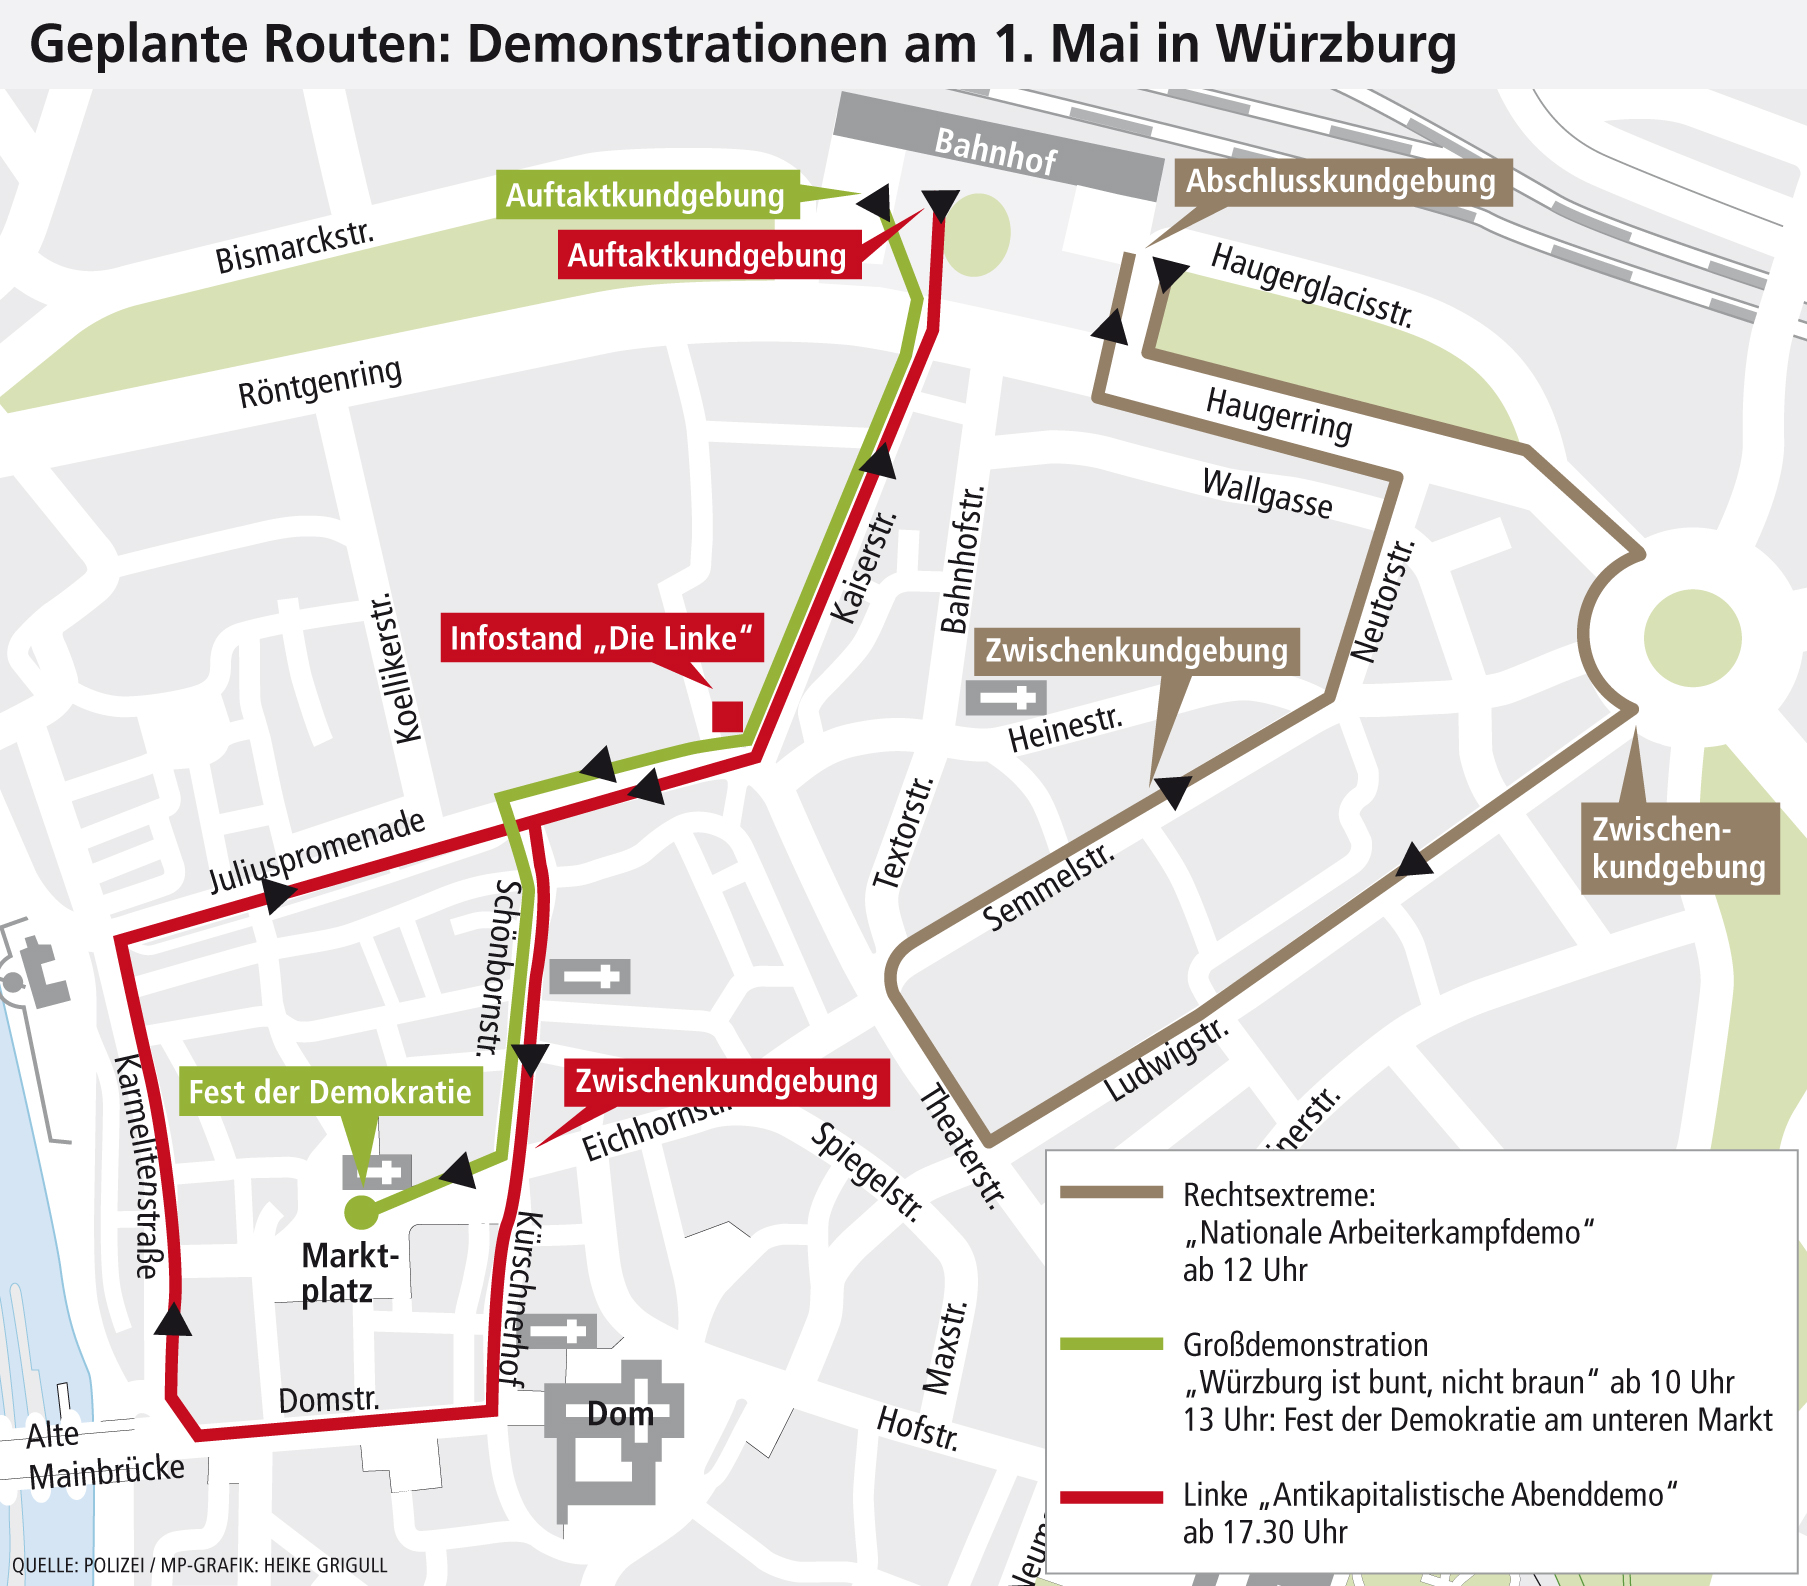 Geplante Routen: Demonstrationen am 1. Mai in Würzburg
Bahnhof
Auftaktkundgebung
Abschlusskundgebung
Bismarckstr.
Auftaktkundgebung
Haugerglacisstr.
Röntgenring
Haugerring
Wallgasse
Kaiserstr.
Bahnhofstr.
Neutorstr.
Koellikerstr.
Infostand „Die Linke“
Zwischenkundgebung
Heinestr.
Juliuspromenade
Textorstr.
Semmelstr.
Zwischen-
kundgebung
Schönbornstr.
Ludwigstr.
Karmelitenstraße
Fest der Demokratie
Zwischenkundgebung
Eichhornstr.
Spiegelstr.
Theaterstr.
inerstr.
Markt-
platz
Kürschnerhof
Maxstr.
Domstr.
Dom
Hofstr.
Alte
Mainbrücke
Neum
Rechtsextreme:
„Nationale Arbeiterkampfdemo“
ab 12 Uhr
Großdemonstration
„Würzburg ist bunt, nicht braun“ ab 10 Uhr
13 Uhr: Fest der Demokratie am unteren Markt
Linke „Antikapitalistische Abenddemo“
ab 17.30 Uhr
QUELLE: POLIZEI / MP-GRAFIK: HEIKE GRIGULL